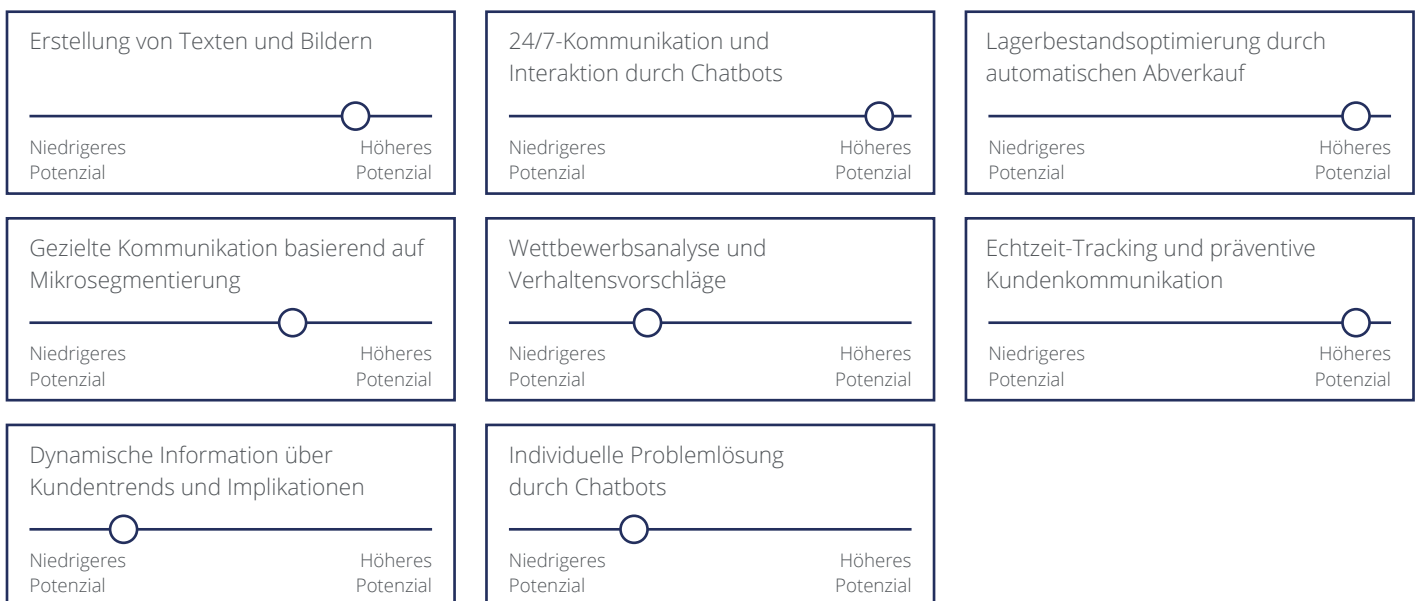 Erstellung von Texten und Bildern
Niedrigeres
Potenzial
Höheres
Potenzial
24/7-Kommunikation und
Interaktion durch Chatbots
Niedrigeres
Potenzial
Höheres
Potenzial
Lagerbestandsoptimierung durch
automatischen Abverkauf
Niedrigeres
Potenzial
Höheres
Potenzial
Gezielte Kommunikation basierend auf
Mikrosegmentierung
Niedrigeres
Potenzial
Höheres
Potenzial
Wettbewerbsanalyse und
Verhaltensvorschläge
Niedrigeres
Potenzial
Höheres
Potenzial
Echtzeit-Tracking und präventive
Kundenkommunikation
Niedrigeres
Potenzial
Höheres
Potenzial
Dynamische Information über
Kundentrends und Implikationen
Niedrigeres
Potenzial
Höheres
Potenzial
Individuelle Problemlösung
durch Chatbots
Niedrigeres
Potenzial
Höheres
Potenzial